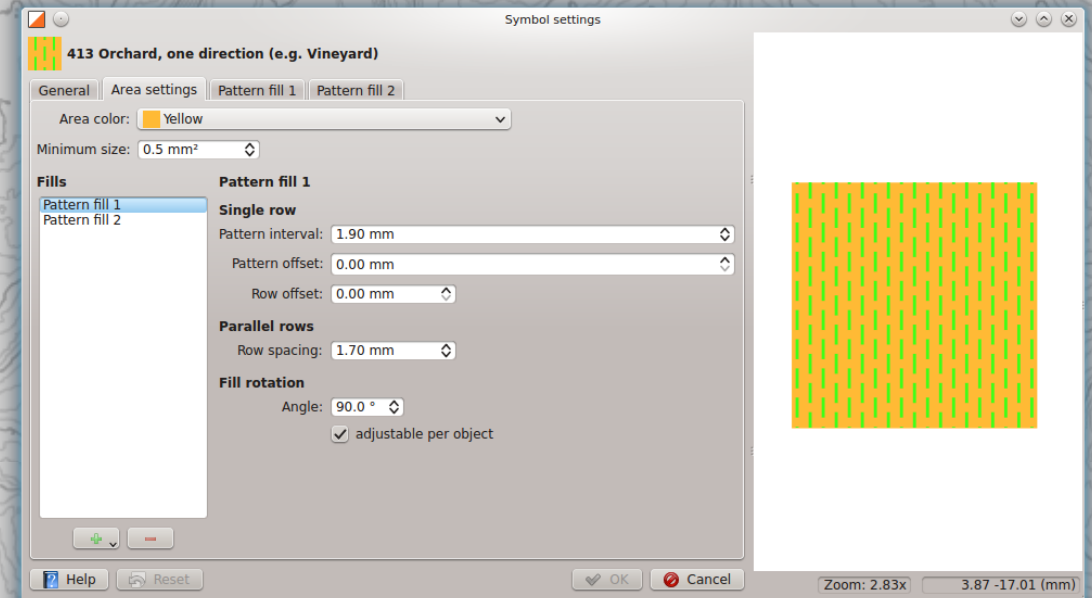 Symbol settings
413 Orchard, one direction (e.g. Vineyard)
General Area settings Pattern fill 1 Pattern fill 2
Area color: Yellow
Minimum size: 0.5 mm²
Fills
Pattern fill 1
Pattern fill 2
Pattern fill 1
Single row
Pattern interval: 1.90 mm
Pattern offset: 0.00 mm
Row offset: 0.00 mm
Parallel rows
Row spacing: 1.70 mm
Fill rotation
Angle: 90.0 °
adjustable per object
Help Reset OK Cancel
Zoom: 2.83x 3.87 -17.01 (mm)